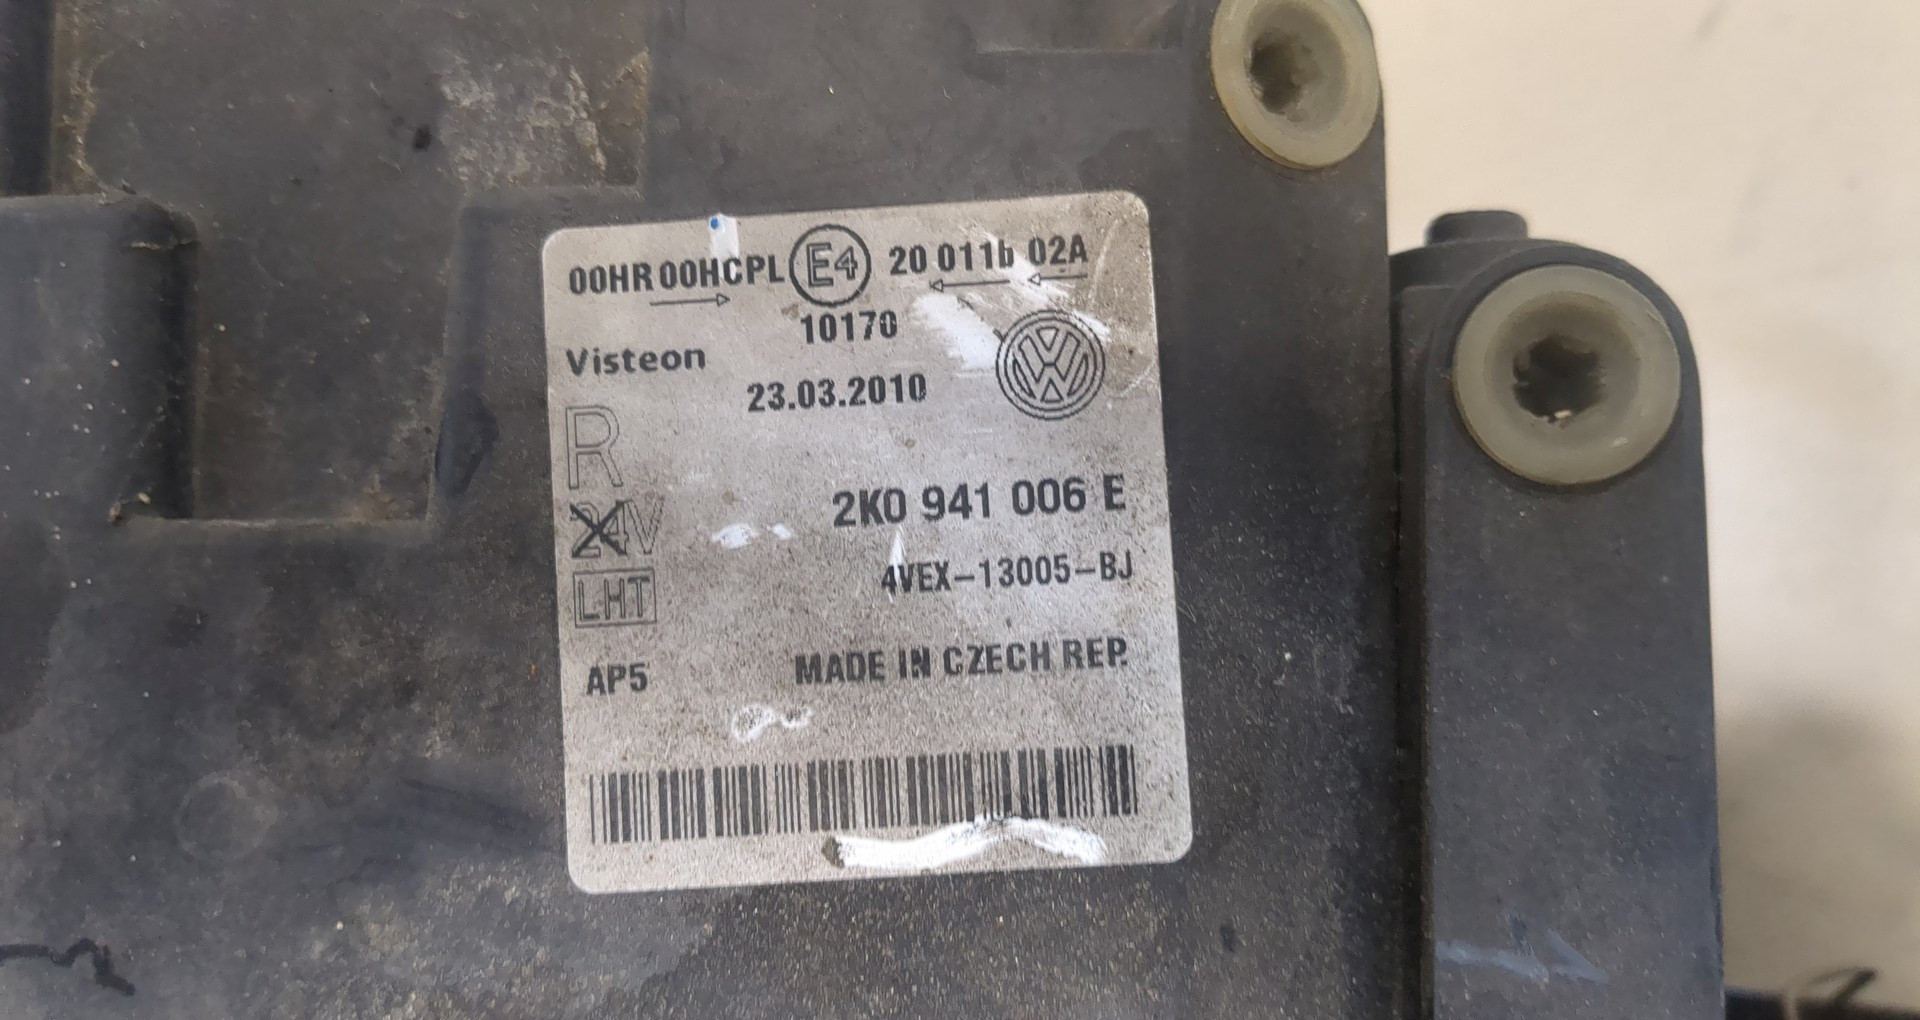 00HR 00HCPL E4 20 011b 02A
10170
Visteon
23.03.2010
R
2K0 941 006 E
24V
4VEX-13005-BJ
LHT
AP5 MADE IN CZECH REP.